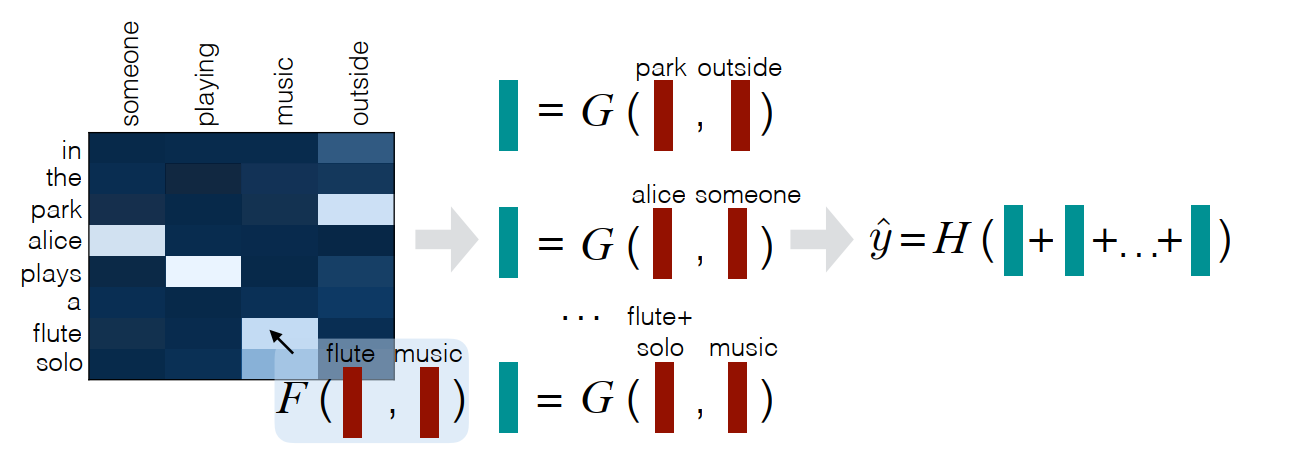 someone
playing
music
outside
in
the
park
alice
plays
a
flute
solo
flute music
F ( , )
park outside
= G ( , )
alice someone
= G ( , )
... flute+
solo music
= G ( , )
ŷ = H ( + +...+ )